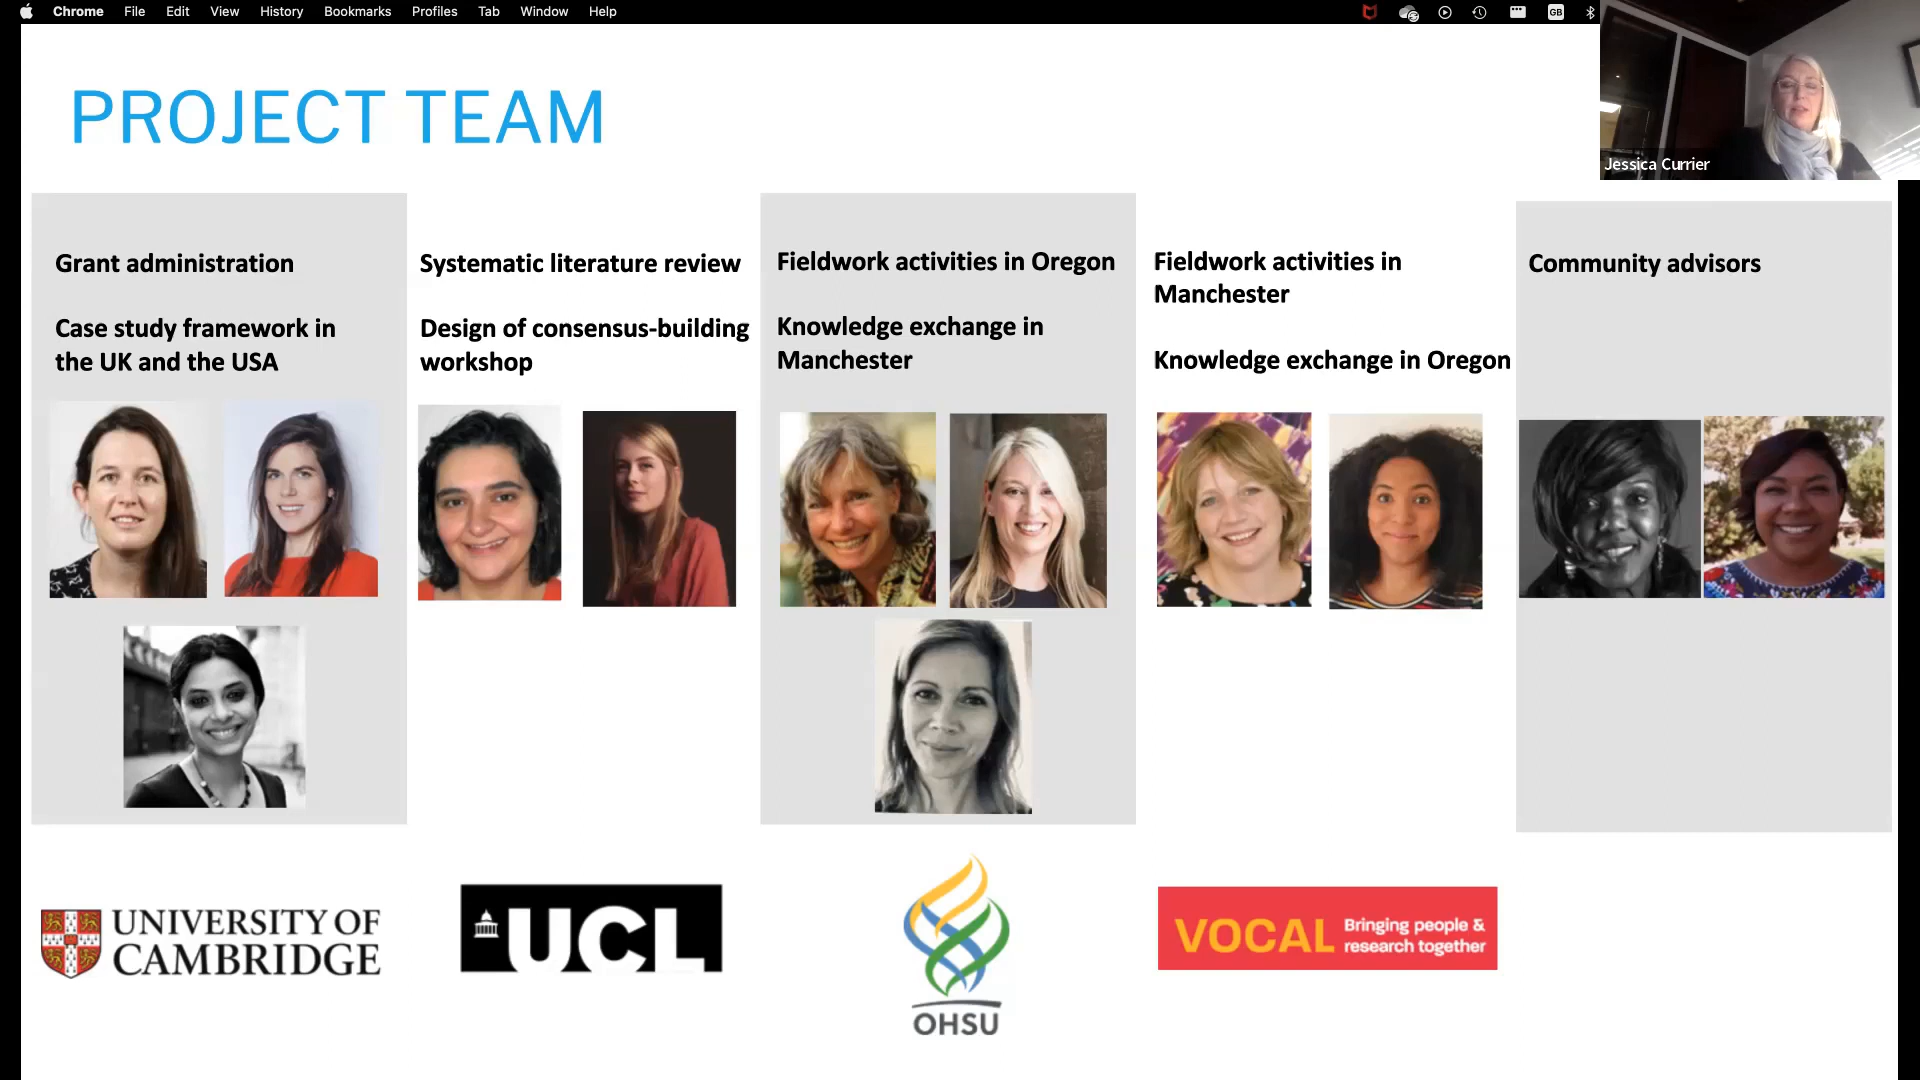 Chrome File Edit View History Bookmarks Profiles Tab Window Help
GB
Jessica Currier
PROJECT TEAM
Grant administration
Case study framework in
the UK and the USA
Systematic literature review
Design of consensus-building
workshop
Fieldwork activities in Oregon
Knowledge exchange in
Manchester
Fieldwork activities in
Manchester
Knowledge exchange in Oregon
Community advisors
UNIVERSITY OF
CAMBRIDGE
UCL
OHSU
VOCAL
Bringing people &
research together